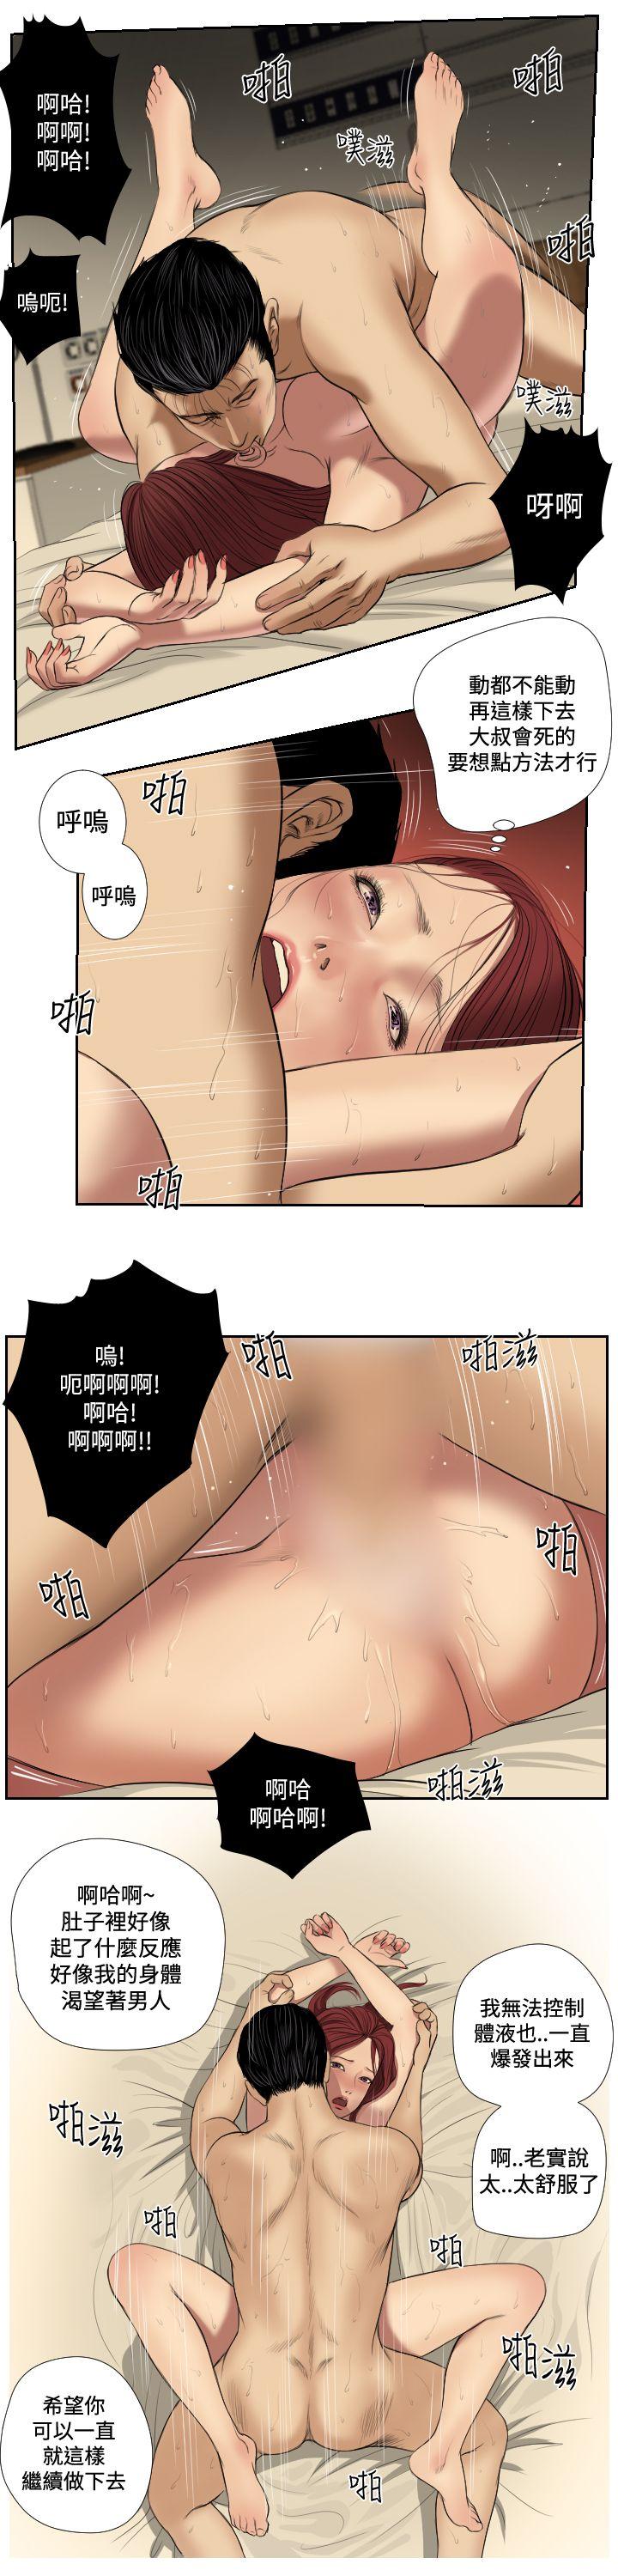 啪
啪
啊哈!
啊啊!
啊哈!
噗滋
啪
嗚呃!
噗滋
呀啊
動都不能動
再這樣下去
大叔會死的
要想點方法才行
啪
呼嗚
呼嗚
啪
啪
嗚!
呃啊啊啊!
啊哈!
啊啊啊!!
啪
啪滋
啪
啪
啪滋
啊哈
啊哈啊!
啊哈啊~
肚子裡好像
起了什麼反應
好像我的身體
渴望著男人
我無法控制
體液也..一直
爆發出來
啪滋
啊..老實說
太..太舒服了
啪
啪
啪滋
希望你
可以一直
就這樣
繼續做下去
啪